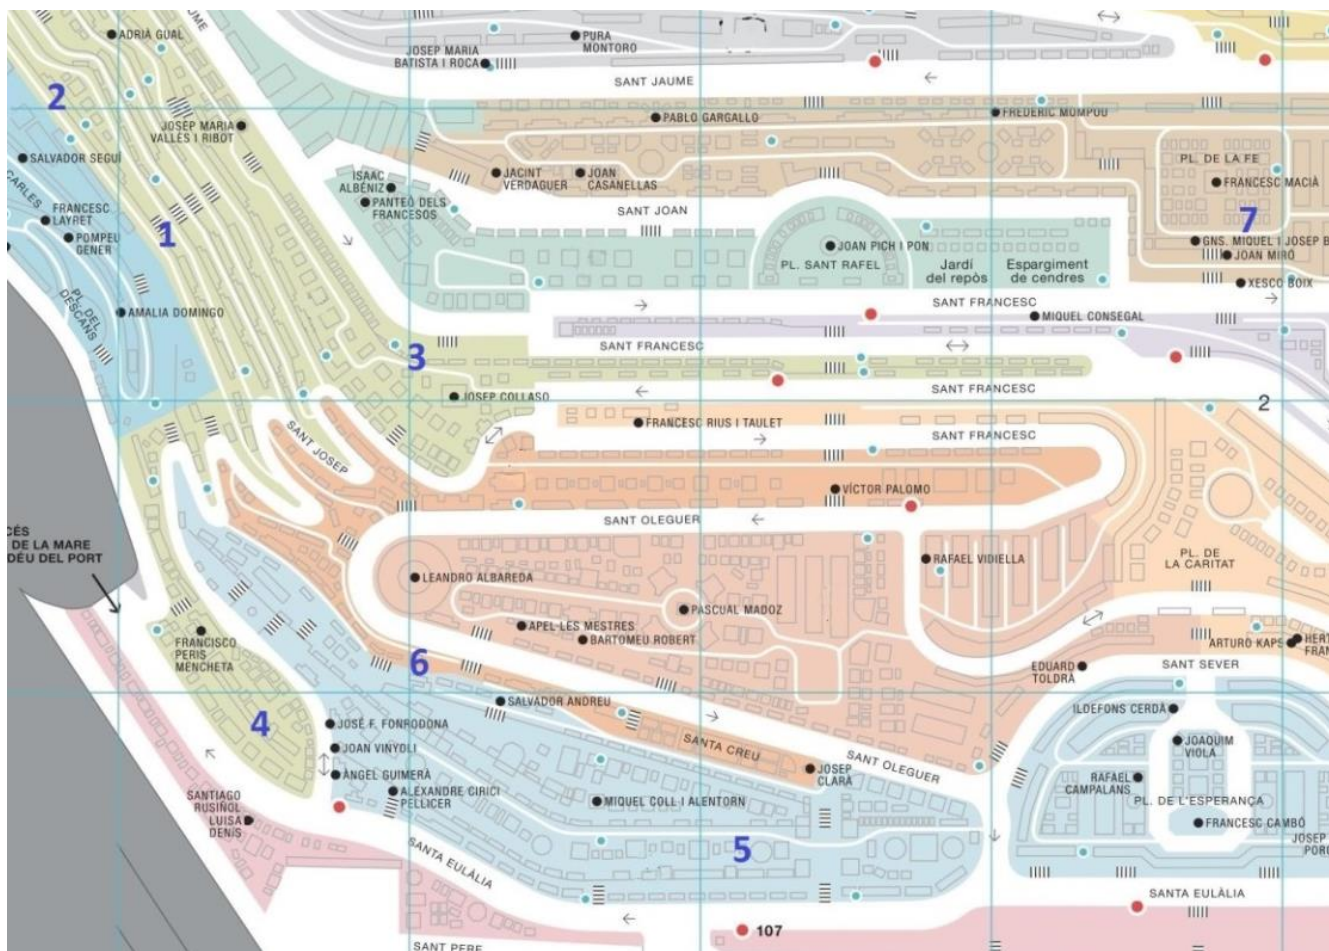 ADRIÀ GUAL
JOSEP MARIA
BATISTA I ROCA
PURA
MONTORO
SANT JAUME
2
JOSEP MARIA
VALLÈS I RIBOT
PABLO GARGALLO
FREDERIC MOMPOU
SALVADOR SEGUÍ
CARLES
FRANCESC
LAYRET
POMPEU
GENER
1
ISAAC
ALBÉNIZ
PANTEÓ DELS
FRANCESOS
JACINT
VERDAGUER
JOAN
CASANELLAS
SANT JOAN
PL. DE LA FE
FRANCESC MACIÀ
7
GNS. MIQUEL I JOSEP B
JOAN MIRÓ
XESCO BOIX
JOAN PICH I PON
PL. SANT RAFEL
Jardí
del repòs
Espargiment
de cendres
PL. DEL
DESCANS
AMALIA DOMINGO
SANT FRANCESC
MIQUEL CONSEGAL
3
SANT FRANCESC
SANT FRANCESC
JOSEP COLLASO
2
FRANCESC RIUS I TAULET
SANT FRANCESC
SANT JOSEP
VÍCTOR PALOMO
SANT OLEGUER
CÉS
DE LA MARE
DÉU DEL PORT
LEANDRO ALBAREDA
RAFAEL VIDIELLA
PL. DE
LA CARITAT
PASCUAL MADOZ
APEL·LES MESTRES
BARTOMEU ROBERT
FRANCISCO
PERIS
MENCHETA
6
EDUARD
TOLDRÀ
SANT SEVER
ARTURO KAPS
HERT
FRAN
4
SALVADOR ANDREU
JOSÉ F. FONRODONA
JOAN VINYOLI
ÀNGEL GUIMERÀ
ALEXANDRE CIRICI
PELLICER
SANTA CREU
SANT OLEGUER
JOSEP
CLARÀ
MIQUEL COLL I ALENTORN
ILDEFONS CERDÀ
JOAQUIM
VIOLA
RAFAEL
CAMPALANS
PL. DE L'ESPERANÇA
FRANCESC CAMBÓ
JOSEP
PORC
SANTIAGO
RUSIÑOL
LUISA
DENIS
5
SANTA EULÀLIA
SANTA EULÀLIA
107
SANT PERE